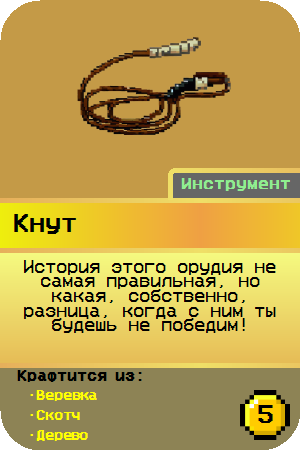 Инструмент
Кнут
История этого орудия не
самая правильная, но
какая, собственно,
разница, когда с ним ты
будешь не победим!
Крафтится из:
·Веревка
·Скотч
·Дерево
5